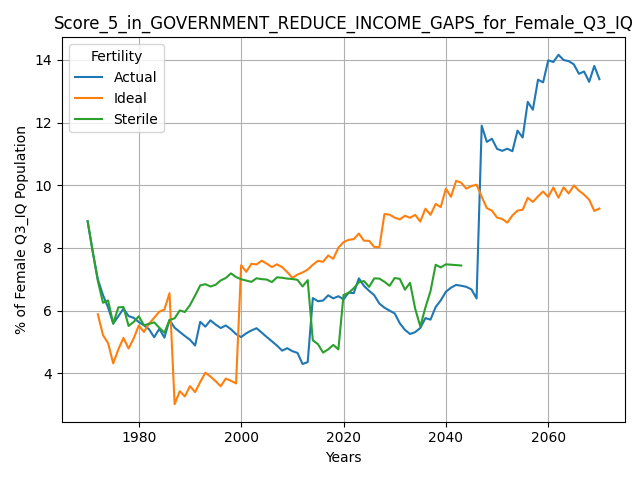 Score_5_in_GOVERNMENT_REDUCE_INCOME_GAPS_for_Female_Q3_IQ
Fertility
Actual
Ideal
Sterile
14
12
10
8
6
4
% of Female Q3_IQ Population
1980
2000
2020
2040
2060
Years